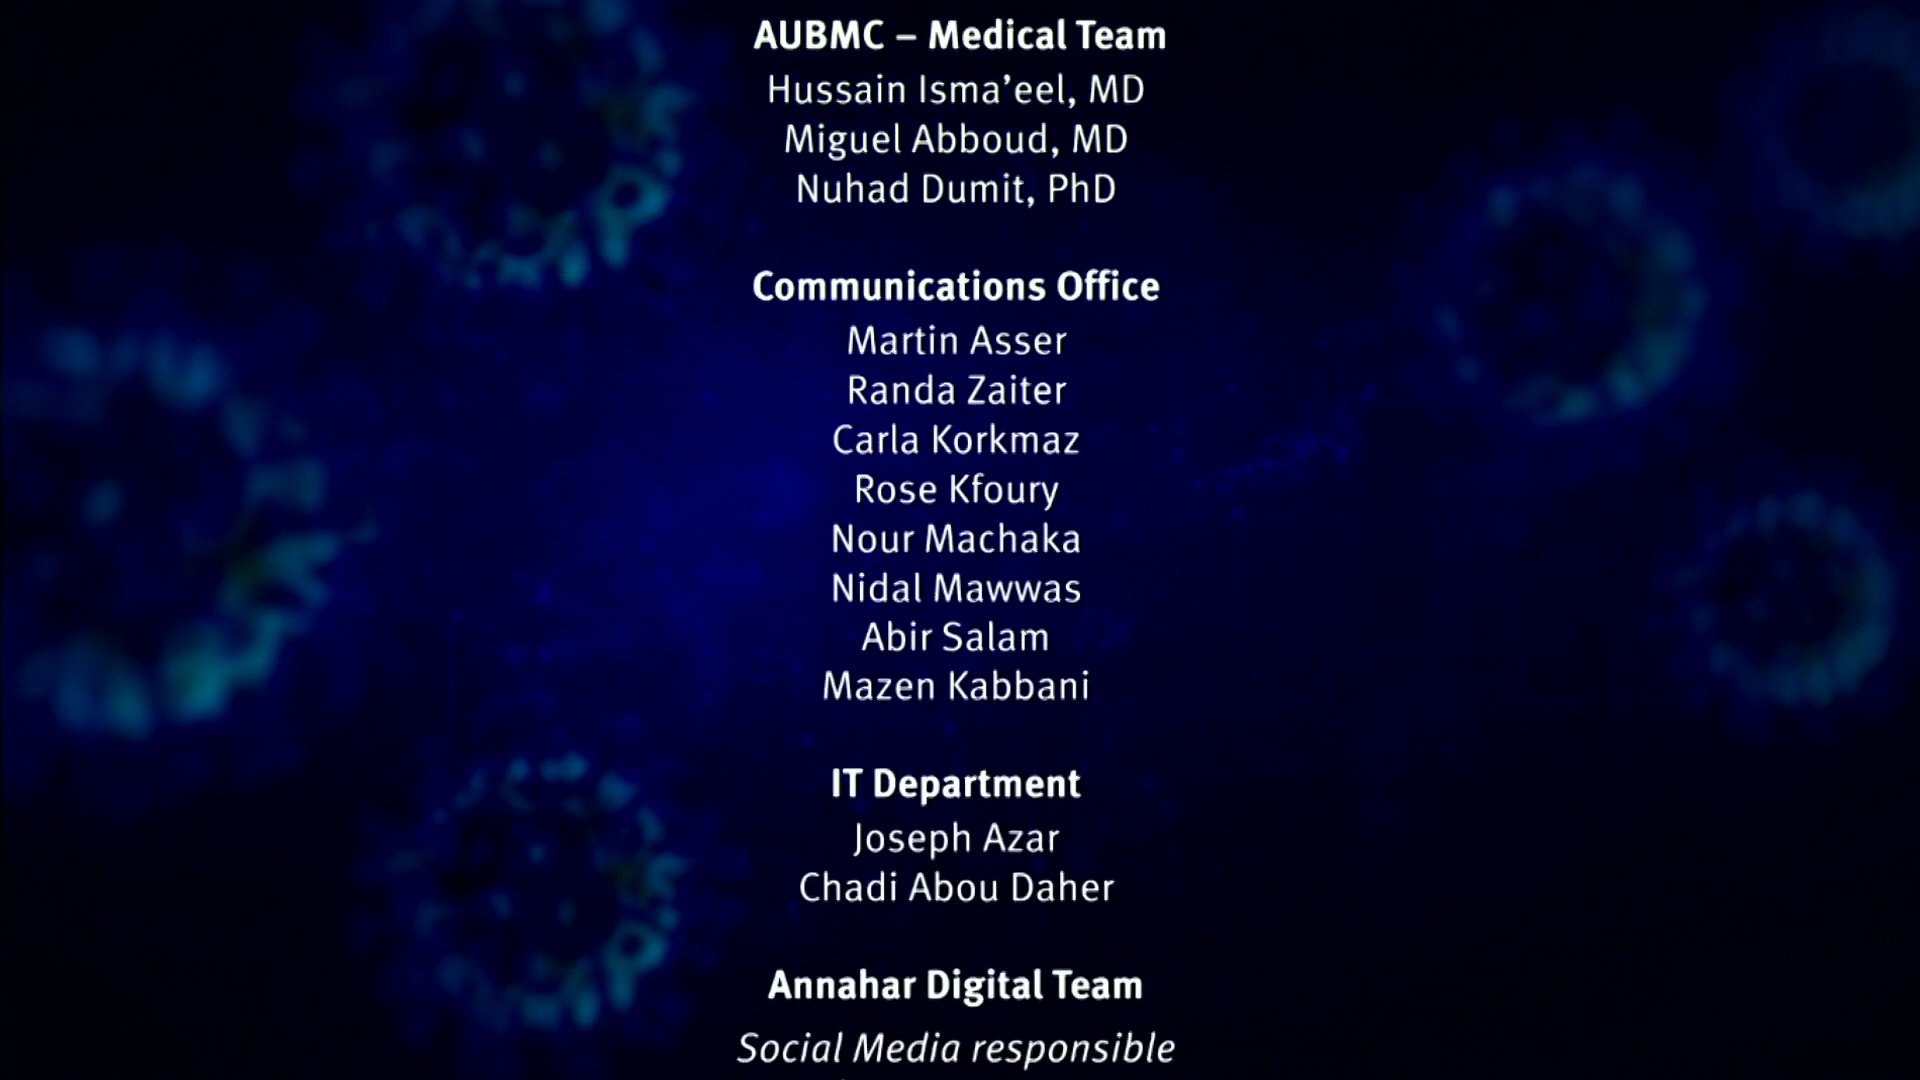 AUBMC – Medical Team
Hussain Isma’eel, MD
Miguel Abboud, MD
Nuhad Dumit, PhD
Communications Office
Martin Asser
Randa Zaiter
Carla Korkmaz
Rose Kfoury
Nour Machaka
Nidal Mawwas
Abir Salam
Mazen Kabbani
IT Department
Joseph Azar
Chadi Abou Daher
Annahar Digital Team
Social Media responsible